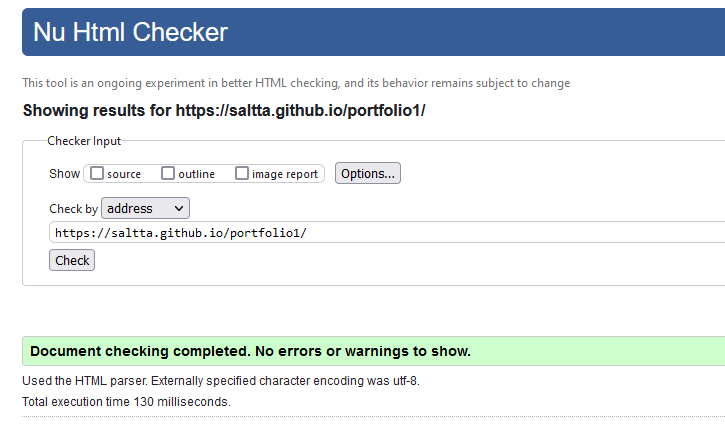 Nu Html Checker
This tool is an ongoing experiment in better HTML checking, and its behavior remains subject to change
Showing results for https://saltta.github.io/portfolio1/
Checker Input
Show source outline image report Options...
Check by address
https://saltta.github.io/portfolio1/
Check
Document checking completed. No errors or warnings to show.
Used the HTML parser. Externally specified character encoding was utf-8.
Total execution time 130 milliseconds.